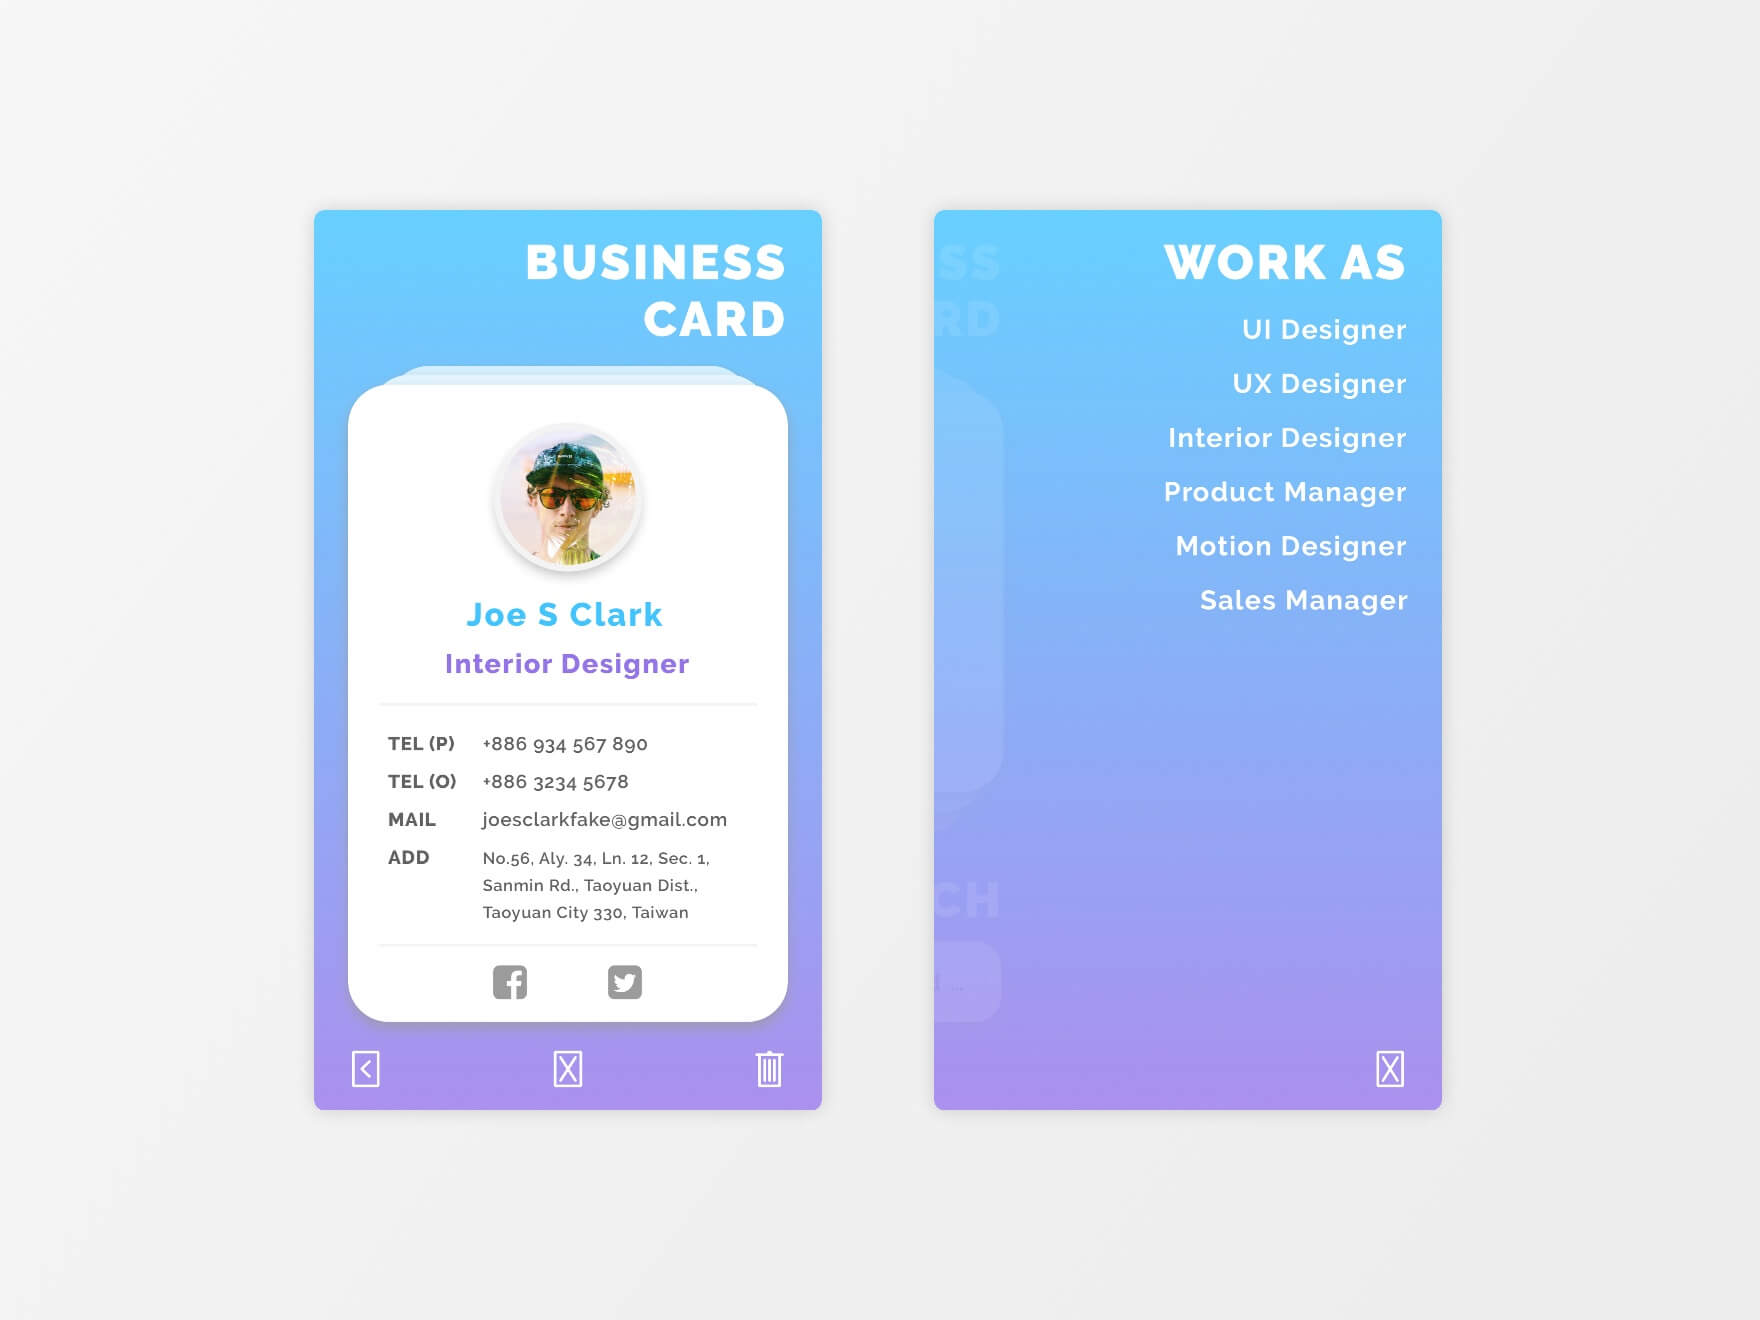 BUSINESS
CARD
Joe S Clark
Interior Designer
TEL (P) +886 934 567 890
TEL (O) +886 3234 5678
MAIL joesclarkfake@gmail.com
ADD No.56, Aly. 34, Ln. 12, Sec. 1,
Sanmin Rd., Taoyuan Dist.,
Taoyuan City 330, Taiwan
WORK AS
UI Designer
UX Designer
Interior Designer
Product Manager
Motion Designer
Sales Manager
SS
RD
CH